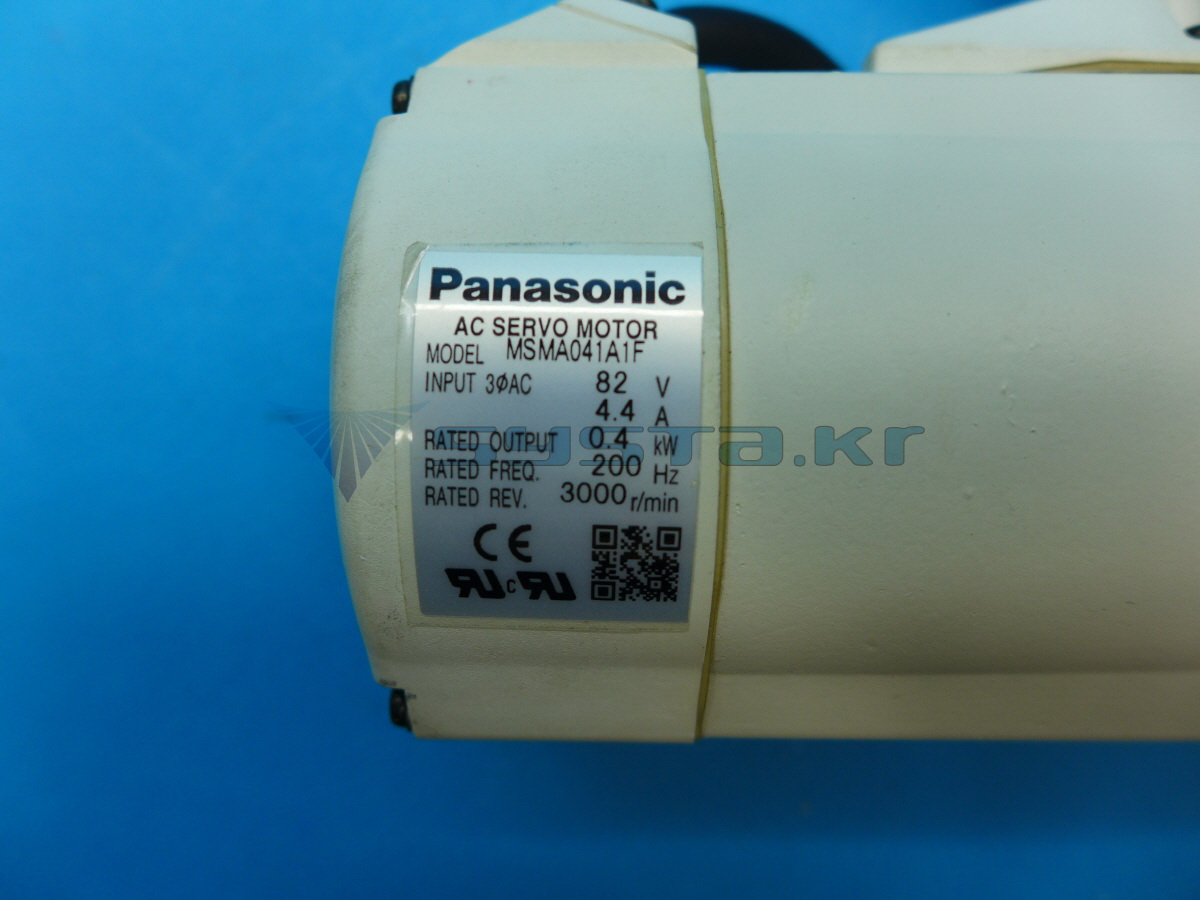 Panasonic
AC SERVO MOTOR
MODEL MSMA041A1F
INPUT 3øAC 82 V
4.4 A
RATED OUTPUT 0.4 kW
RATED FREQ. 200 Hz
RATED REV. 3000 r/min
CE
c
susta.kr